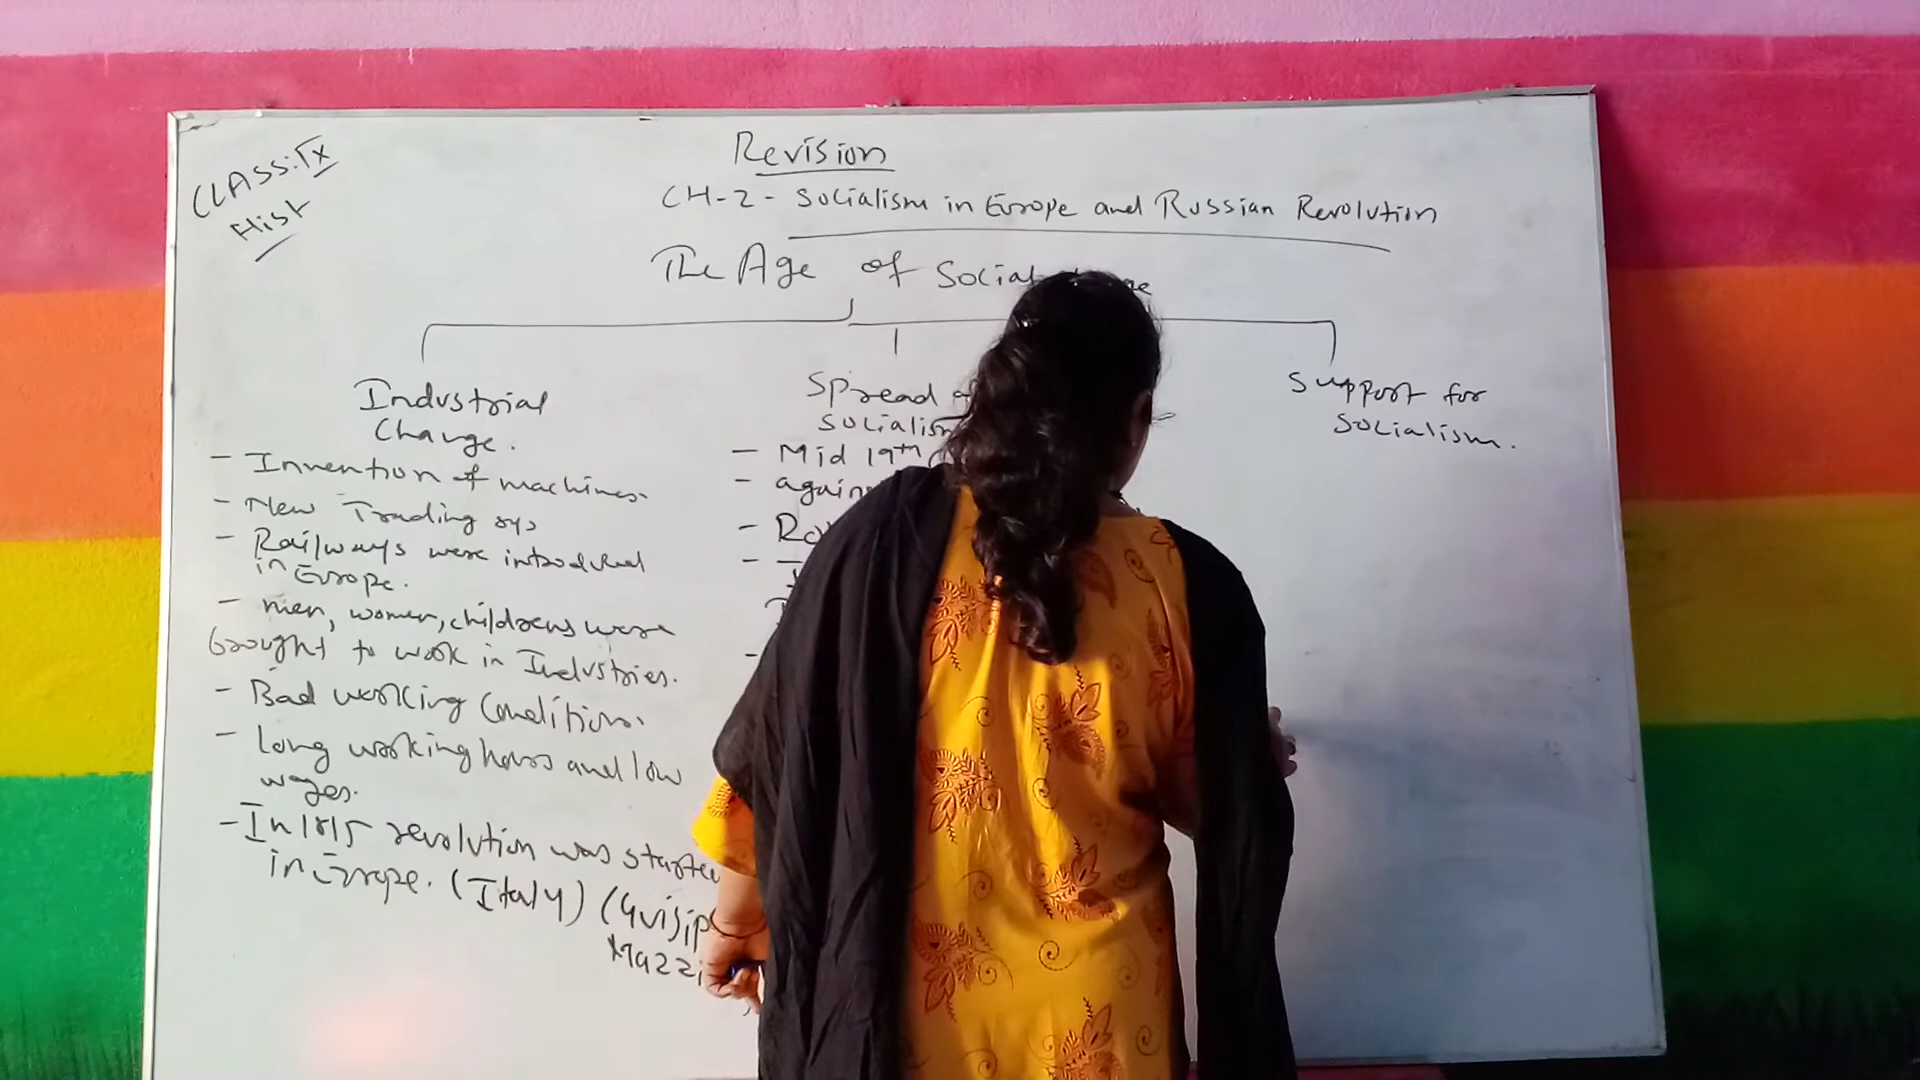 CLASS: IX
Hist
Revision
CH-2 - Socialism in Europe and Russian Revolution
The Age of Social
Industrial
Change.
- Invention of machines.
- New Trading sys
- Railways were introduced
in Europe.
- men, women, childrens were
brought to work in Industries.
- Bad working Conditions.
- Long working hours and low
wages.
- In 1815 revolution was started
in Europe. (Italy) (Guisip
Mazzi
Spread
Socialism
- Mid 19th
-
-
-
-
Support for
Socialism.